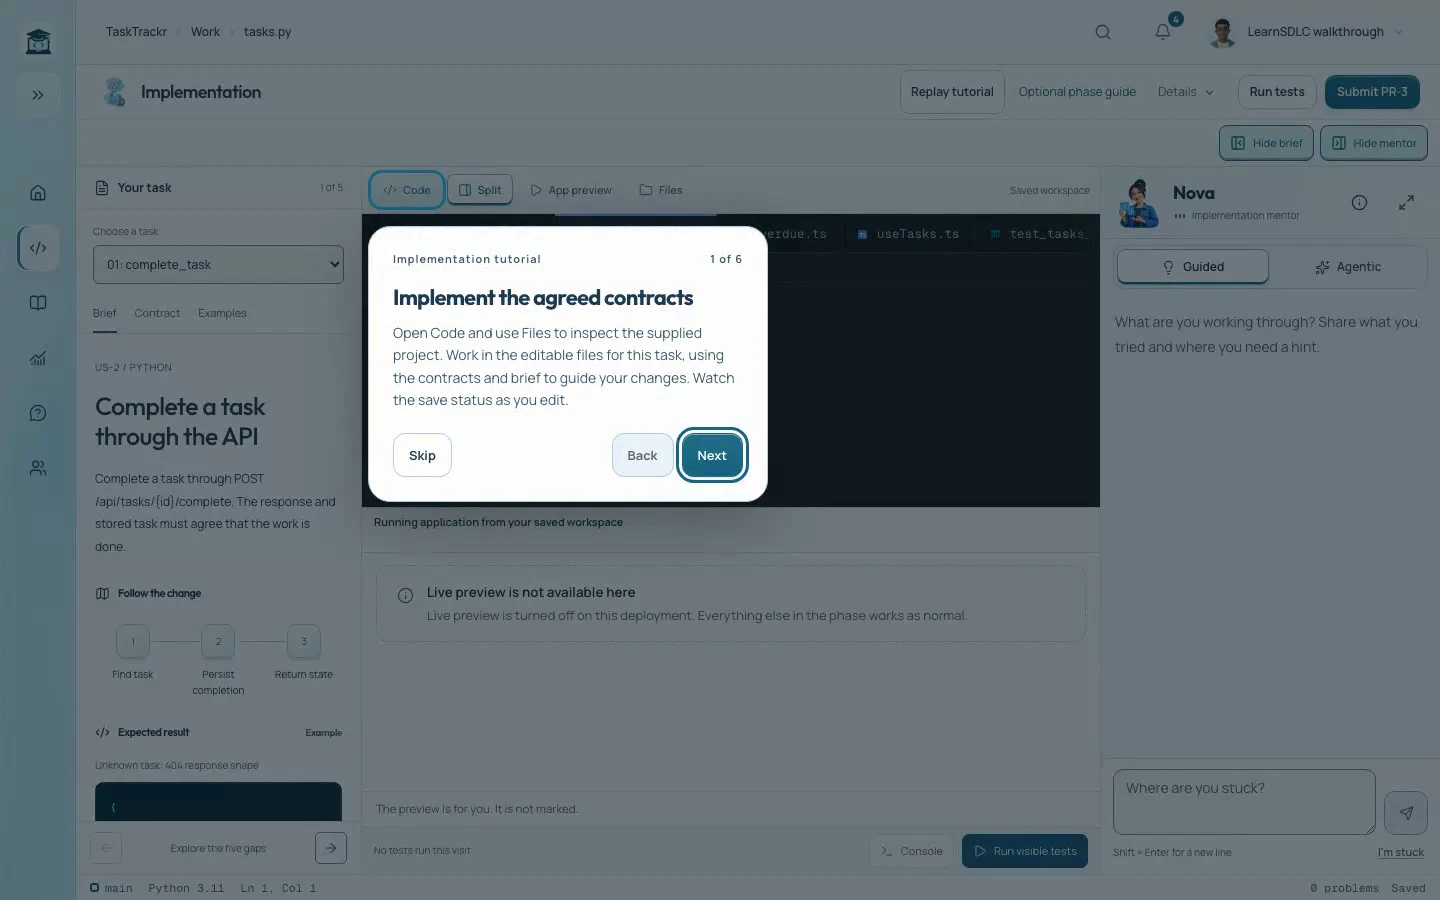 TaskTrackr
Work
tasks.py
4
LearnSDLC walkthrough
Implementation
Replay tutorial
Optional phase guide
Details
Run tests
Submit PR-3
Hide brief
Hide mentor
Your task
1 of 5
Choose a task
01: complete_task
Brief
Contract
Examples
US-2 / PYTHON
Complete a task
through the API
Complete a task through POST
/api/tasks/{id}/complete. The response and
stored task must agree that the work is
done.
Follow the change
1
2
3
Find task
Persist
completion
Return state
Expected result
Example
Unknown task: 404 response shape
{
Explore the five gaps
Code
Split
App preview
Files
Saved workspace
useTasks.ts
test_tasks_
Implementation tutorial
1 of 6
Implement the agreed contracts
Open Code and use Files to inspect the supplied
project. Work in the editable files for this task, using
the contracts and brief to guide your changes. Watch
the save status as you edit.
Skip
Back
Next
Running application from your saved workspace
Live preview is not available here
Live preview is turned off on this deployment. Everything else in the phase works as normal.
The preview is for you. It is not marked.
No tests run this visit
Console
Run visible tests
Nova
Implementation mentor
Guided
Agentic
What are you working through? Share what you
tried and where you need a hint.
Where are you stuck?
Shift + Enter for a new line
I'm stuck
main
Python 3.11
Ln 1, Col 1
0 problems
Saved